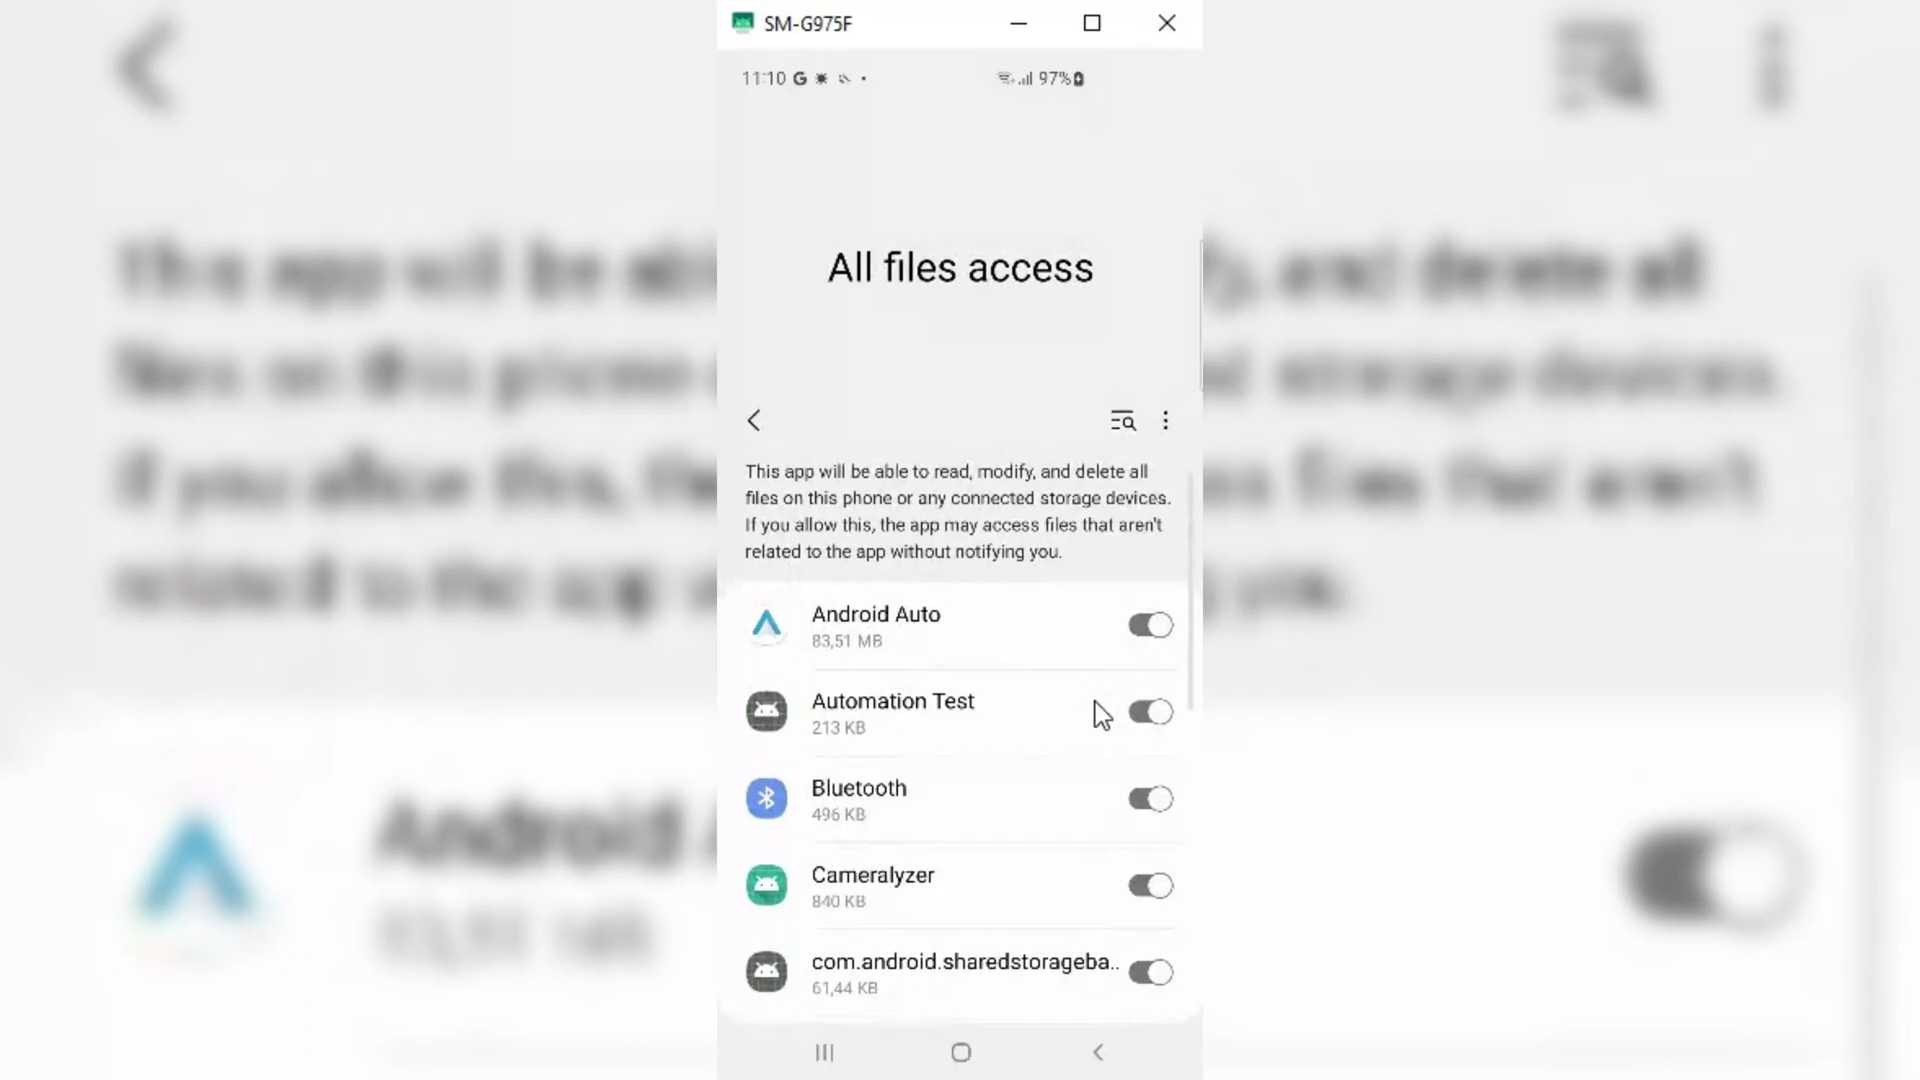 SM-G975F
11:10 G 97%
All files access
This app will be able to read, modify, and delete all
files on this phone or any connected storage devices.
If you allow this, the app may access files that aren't
related to the app without notifying you.
Android Auto
83,51 MB
Automation Test
213 KB
Bluetooth
496 KB
Cameralyzer
840 KB
com.android.sharedstorageba..
61,44 KB